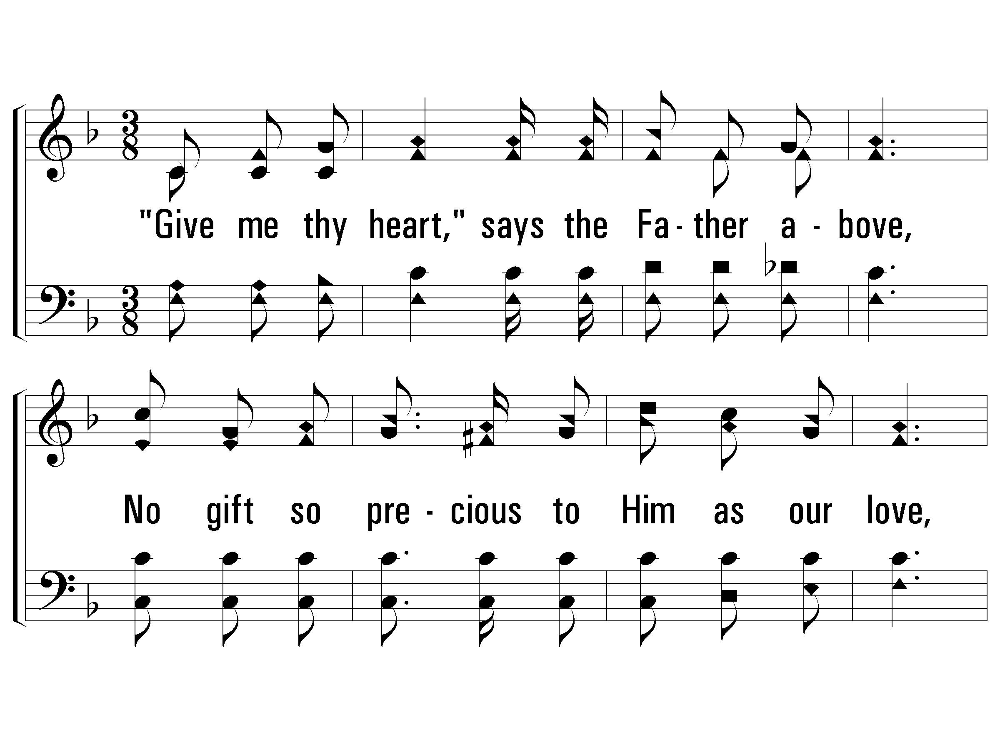 "Give me thy heart," says the Fa - ther a - bove,
No gift so pre - cious to Him as our love,